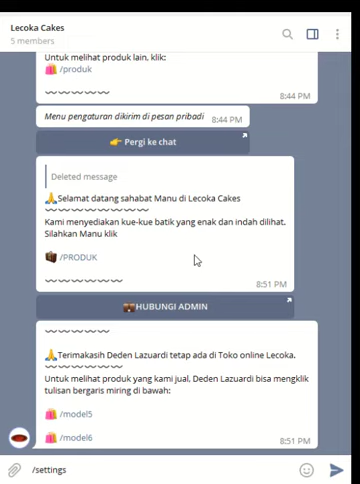 Lecoka Cakes
5 members
Untuk melihat produk lain, klik:
/produk
8:44 PM
Menu pengaturan dikirim di pesan pribadi 8:44 PM
Pergi ke chat
Deleted message
Selamat datang sahabat Manu di Lecoka Cakes
Kami menyediakan kue-kue batik yang enak dan indah dilihat.
Silahkan Manu klik
/PRODUK
8:51 PM
HUBUNGI ADMIN
Terimakasih Deden Lazuardi tetap ada di Toko online Lecoka.
Untuk melihat produk yang kami jual, Deden Lazuardi bisa mengklik
tulisan bergaris miring di bawah:
/model5
/model6
8:51 PM
/settings